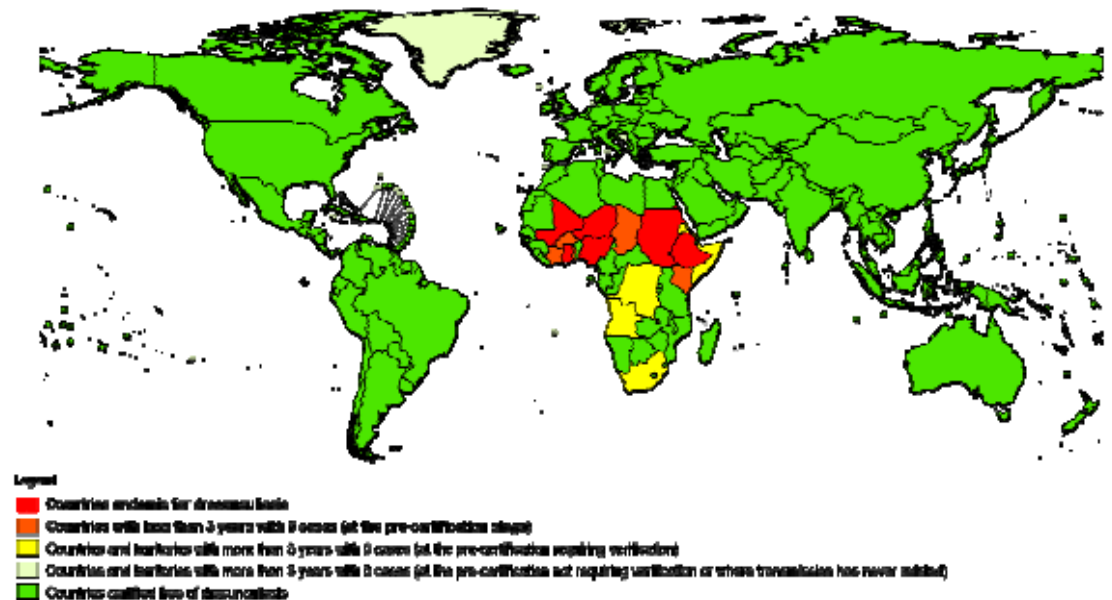 Legend
Countries endemic for dracunculiasis
Countries with less than 3 years with 0 cases (at the pre-certification stage)
Countries and territories with more than 3 years with 0 cases (at the pre-certification requiring verification)
Countries and territories with more than 3 years with 0 cases (at the pre-certification not requiring verification or where transmission has never existed)
Countries certified free of dracunculiasis